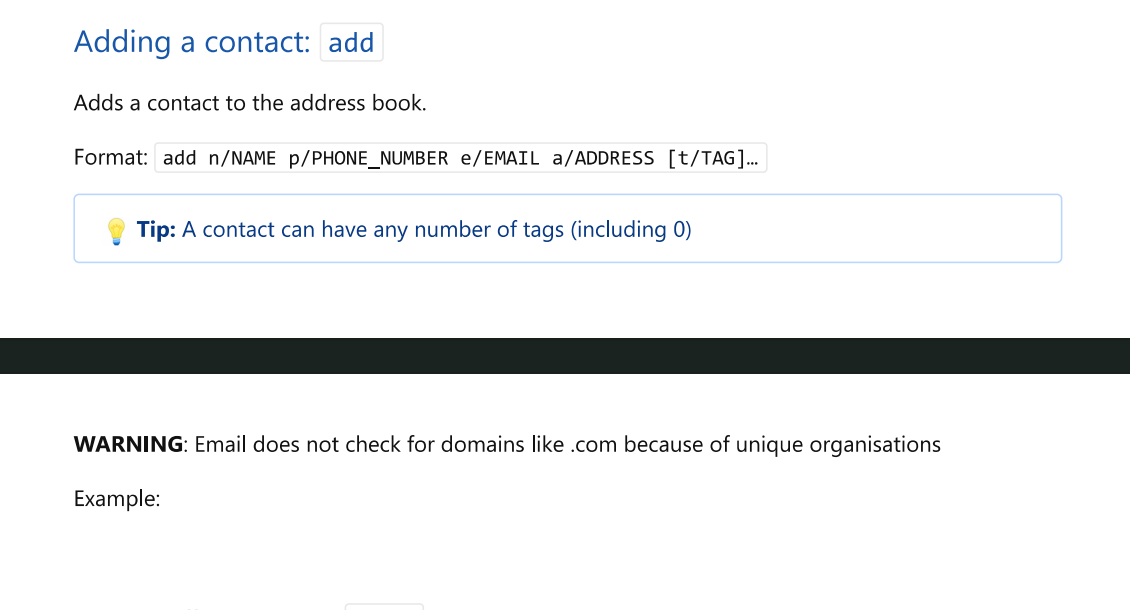 Adding a contact: add
Adds a contact to the address book.
Format: add n/NAME p/PHONE_NUMBER e/EMAIL a/ADDRESS [t/TAG]…
💡 Tip: A contact can have any number of tags (including 0)
WARNING: Email does not check for domains like .com because of unique organisations
Example: